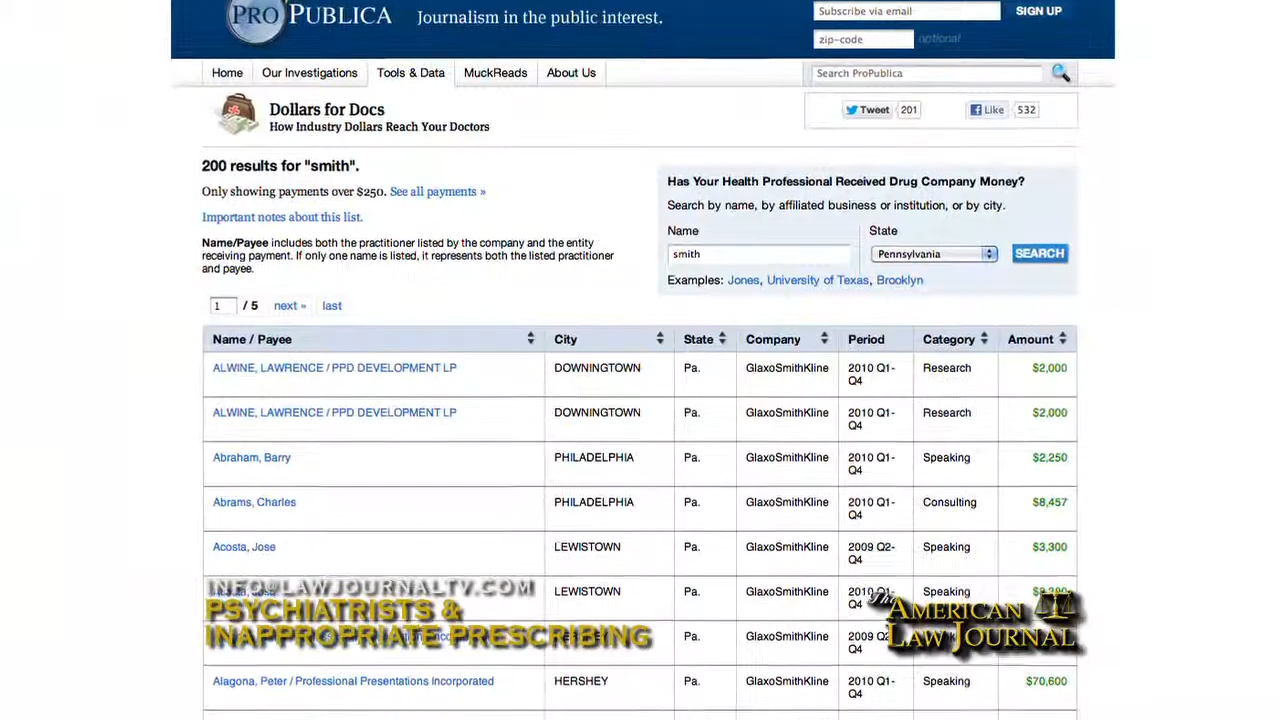 PRO PUBLICA Journalism in the public interest.
Subscribe via email SIGN UP
zip-code optional
Home Our Investigations Tools & Data MuckReads About Us Search ProPublica
Dollars for Docs
How Industry Dollars Reach Your Doctors
Tweet 201 Like 532
200 results for "smith".
Only showing payments over $250. See all payments »
Important notes about this list.
Name/Payee includes both the practitioner listed by the company and the entity
receiving payment. If only one name is listed, it represents both the listed practitioner
and payee.
Has Your Health Professional Received Drug Company Money?
Search by name, by affiliated business or institution, or by city.
Name State
smith Pennsylvania SEARCH
Examples: Jones, University of Texas, Brooklyn
1 / 5 next » last
Name / Payee City State Company Period Category Amount
ALWINE, LAWRENCE / PPD DEVELOPMENT LP DOWNINGTOWN Pa. GlaxoSmithKline 2010 Q1- Research $2,000
Q4
ALWINE, LAWRENCE / PPD DEVELOPMENT LP DOWNINGTOWN Pa. GlaxoSmithKline 2010 Q1- Research $2,000
Q4
Abraham, Barry PHILADELPHIA Pa. GlaxoSmithKline 2010 Q1- Speaking $2,250
Q4
Abrams, Charles PHILADELPHIA Pa. GlaxoSmithKline 2010 Q1- Consulting $8,457
Q4
Acosta, Jose LEWISTOWN Pa. GlaxoSmithKline 2009 Q2- Speaking $3,300
Q4
LEWISTOWN Pa. GlaxoSmithKline 2010 Q1- Speaking
Q4
Pa. GlaxoSmithKline 2009 Q2- Speaking
Q4
Alagona, Peter / Professional Presentations Incorporated HERSHEY Pa. GlaxoSmithKline 2010 Q1- Speaking $70,600
Q4
INFO@LAWJOURNALTV.COM
PSYCHIATRISTS &
INAPPROPRIATE PRESCRIBING
The
AMERICAN
LAW JOURNAL